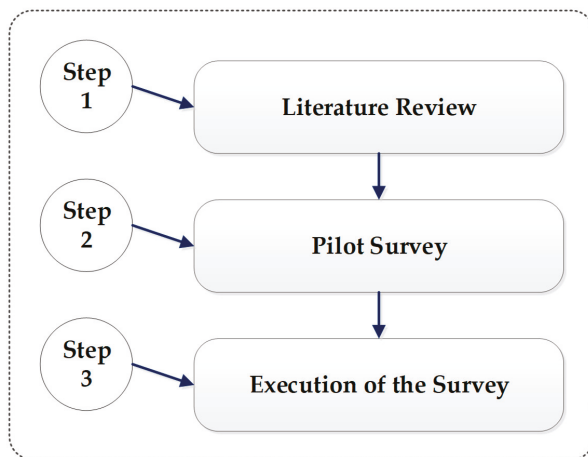 Step
1
Literature Review
Step
2
Pilot Survey
Step
3
Execution of the Survey